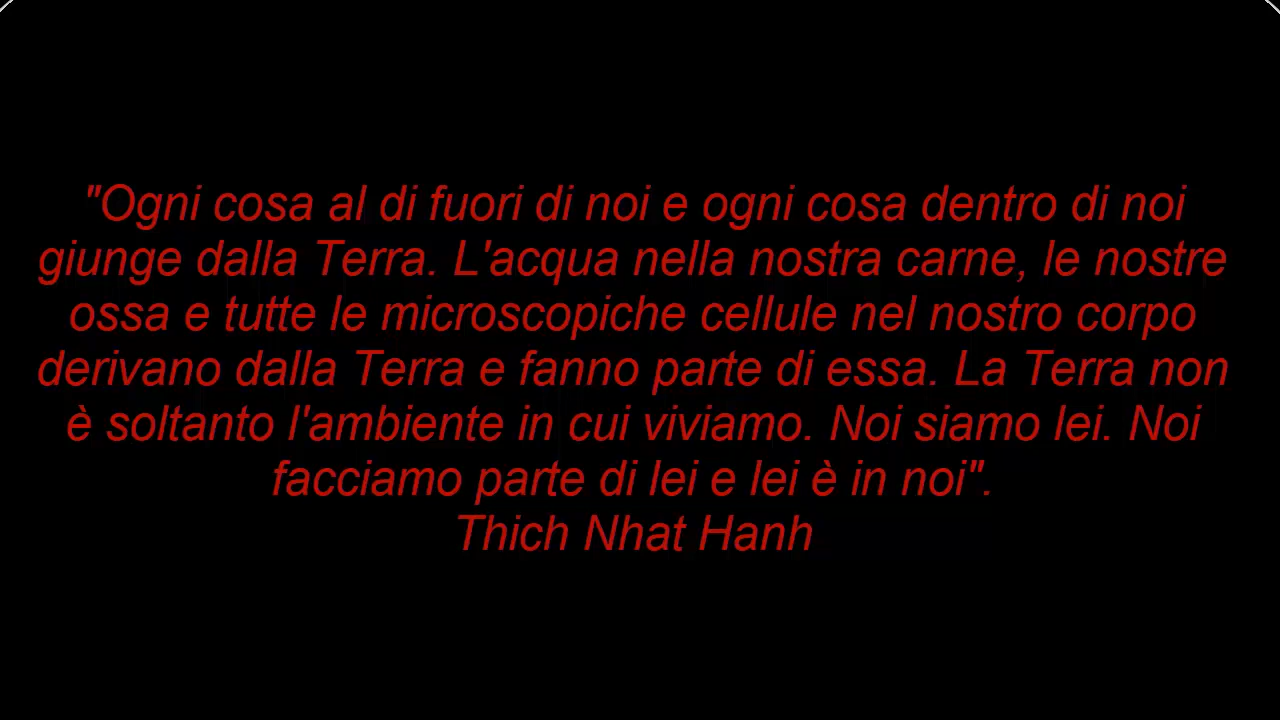 "Ogni cosa al di fuori di noi e ogni cosa dentro di noi
giunge dalla Terra. L'acqua nella nostra carne, le nostre
ossa e tutte le microscopiche cellule nel nostro corpo
derivano dalla Terra e fanno parte di essa. La Terra non
è soltanto l'ambiente in cui viviamo. Noi siamo lei. Noi
facciamo parte di lei e lei è in noi".
Thich Nhat Hanh